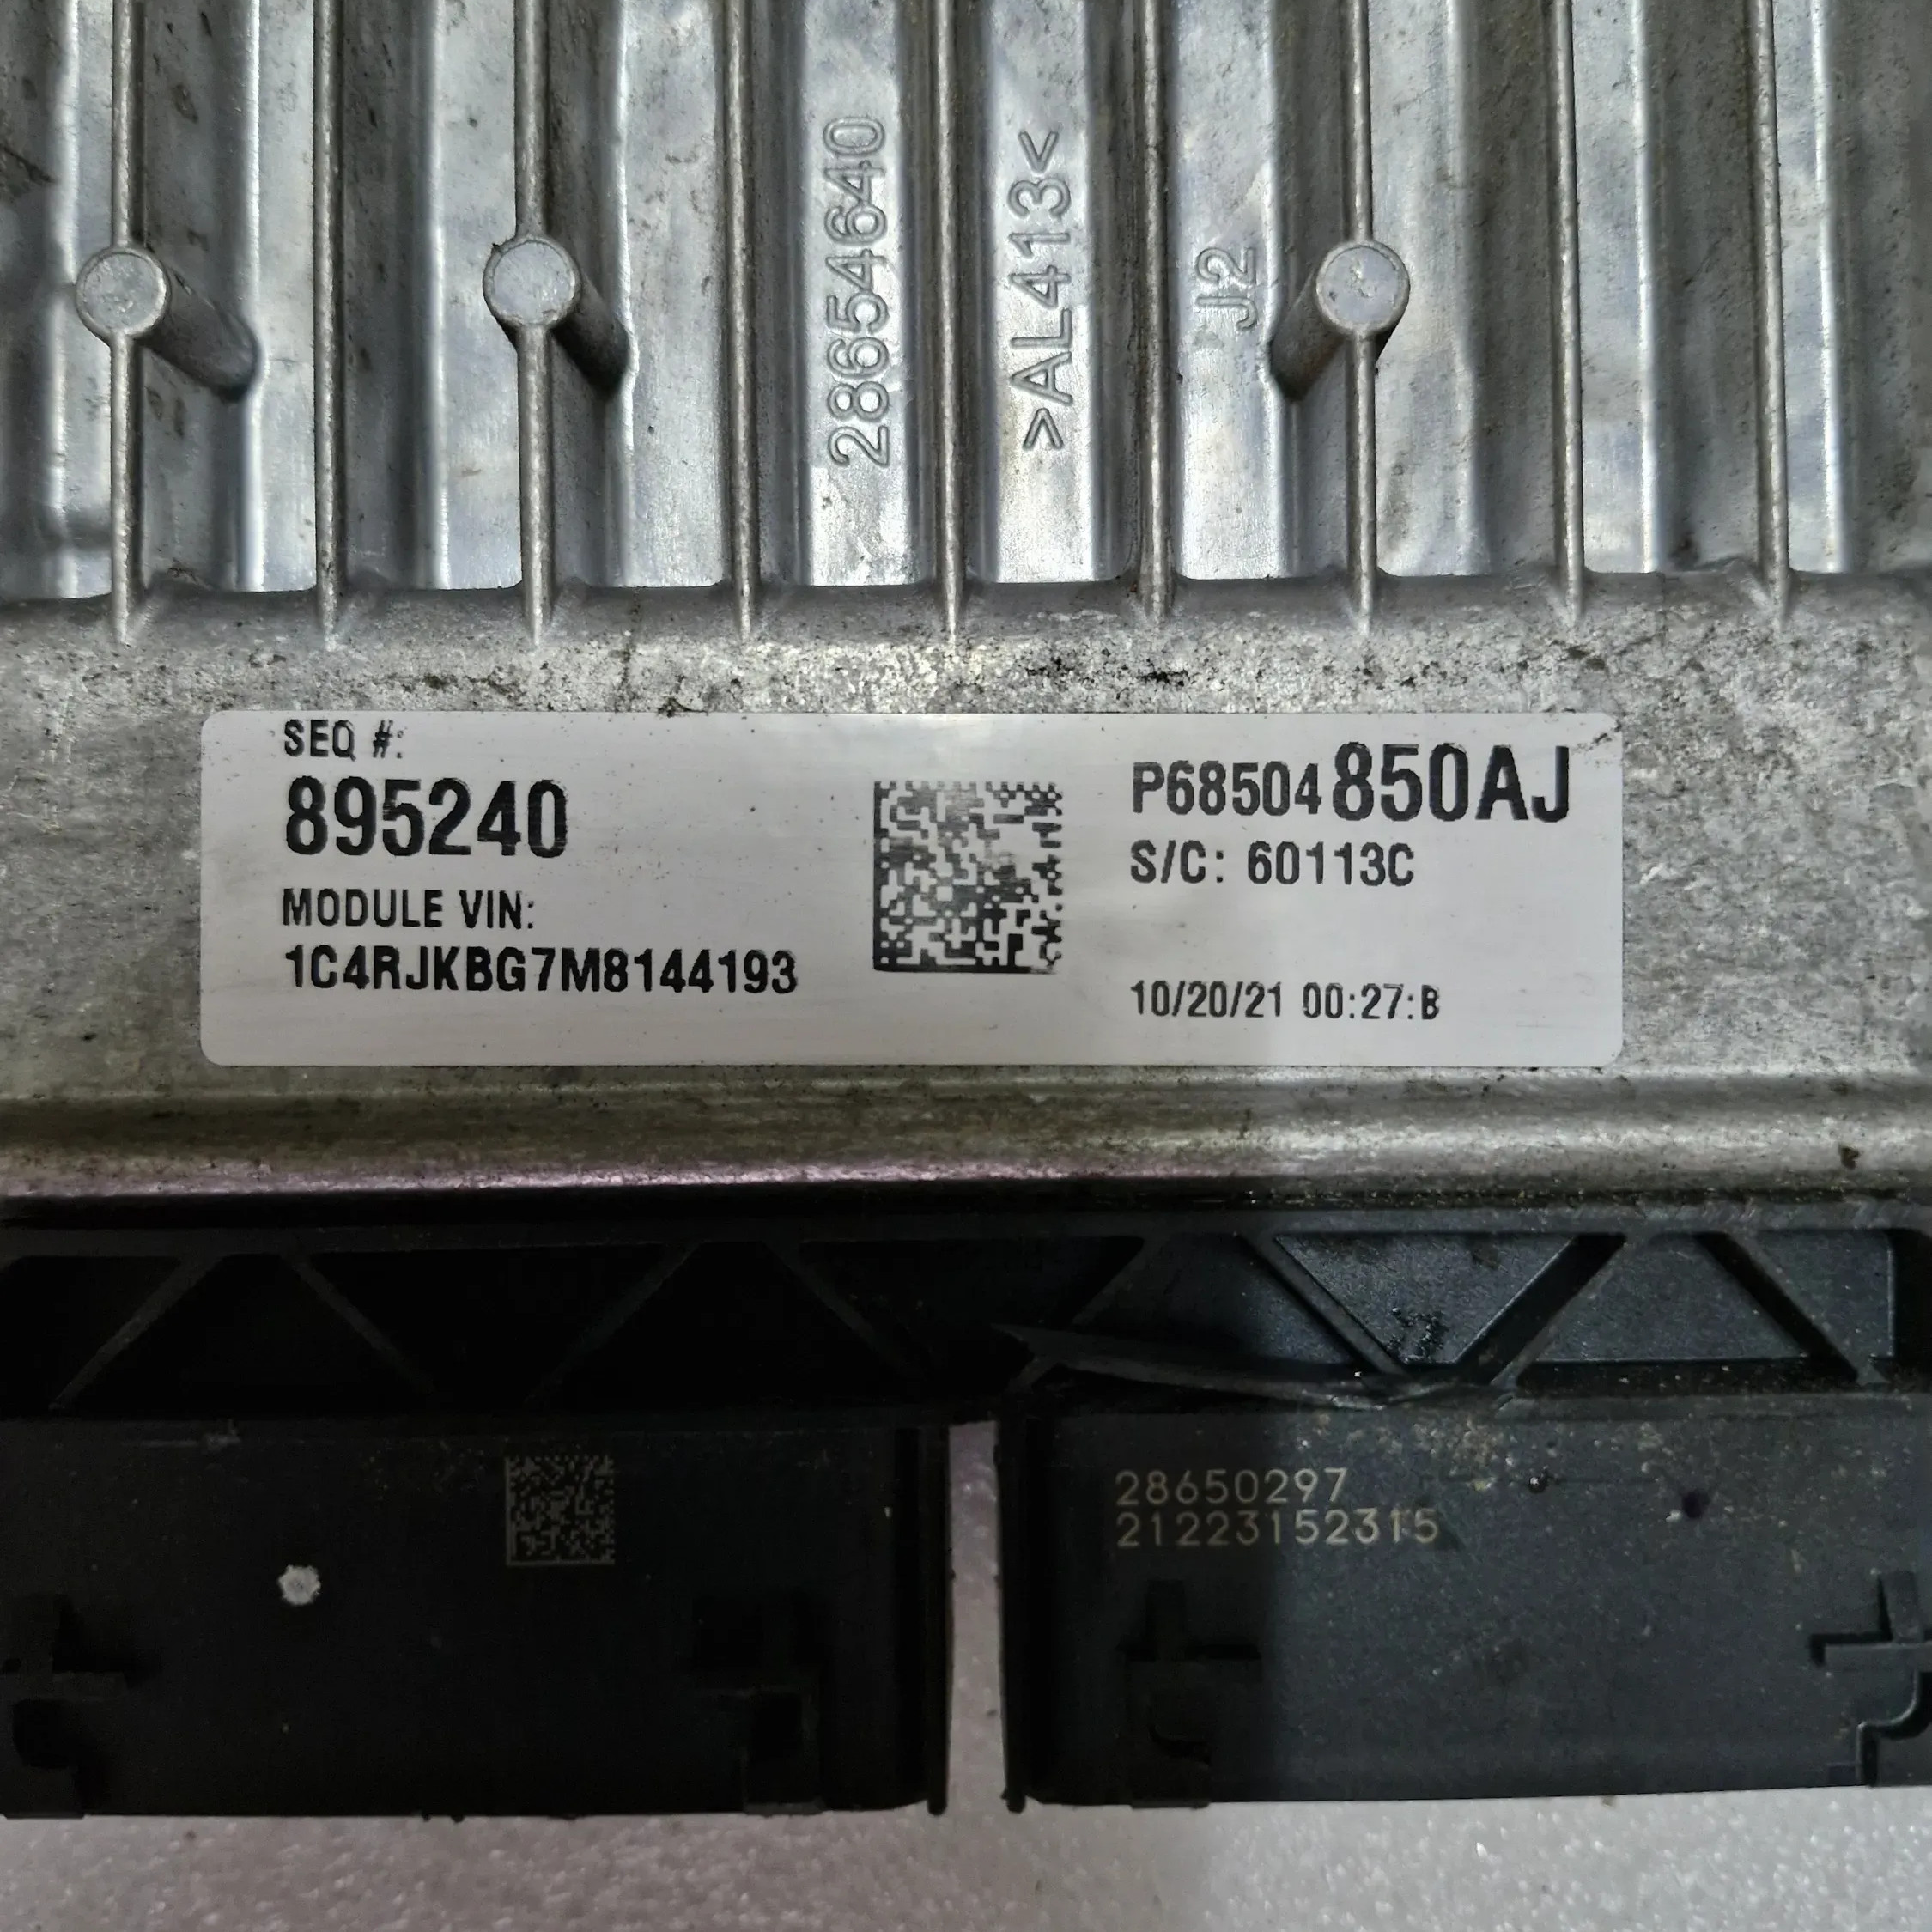 28654640
>AL413<
J2
SEQ #:
895240
MODULE VIN:
1C4RJKBG7M8144193
P68504850AJ
S/C: 60113C
10/20/21 00:27:B
28650297
21223152315